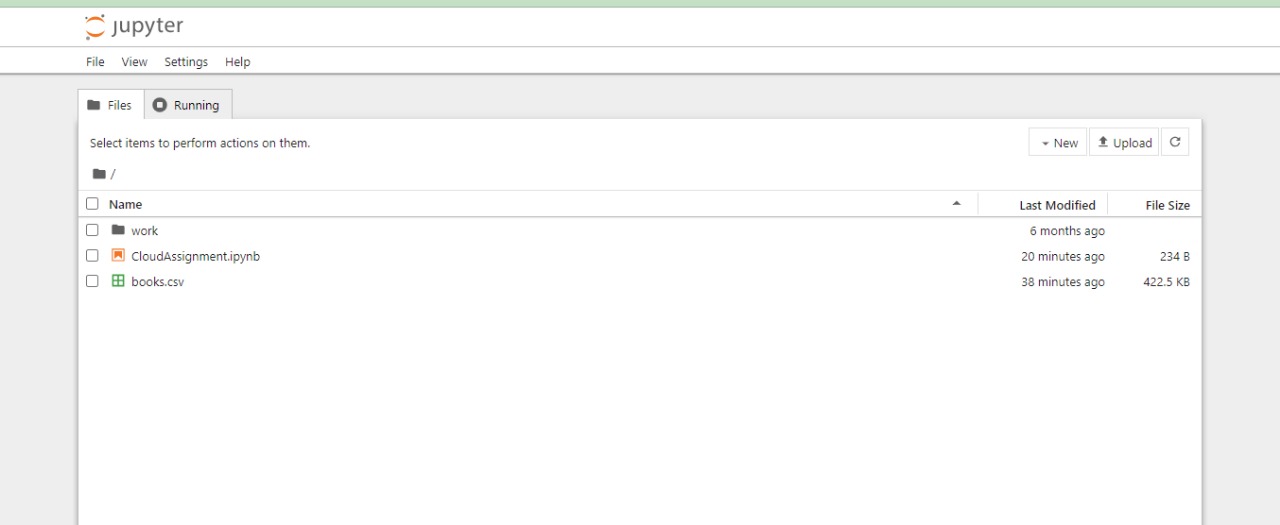 jupyter
File View Settings Help
Files Running
Select items to perform actions on them. New Upload
/
Name Last Modified File Size
work 6 months ago
CloudAssignment.ipynb 20 minutes ago 234 B
books.csv 38 minutes ago 422.5 KB